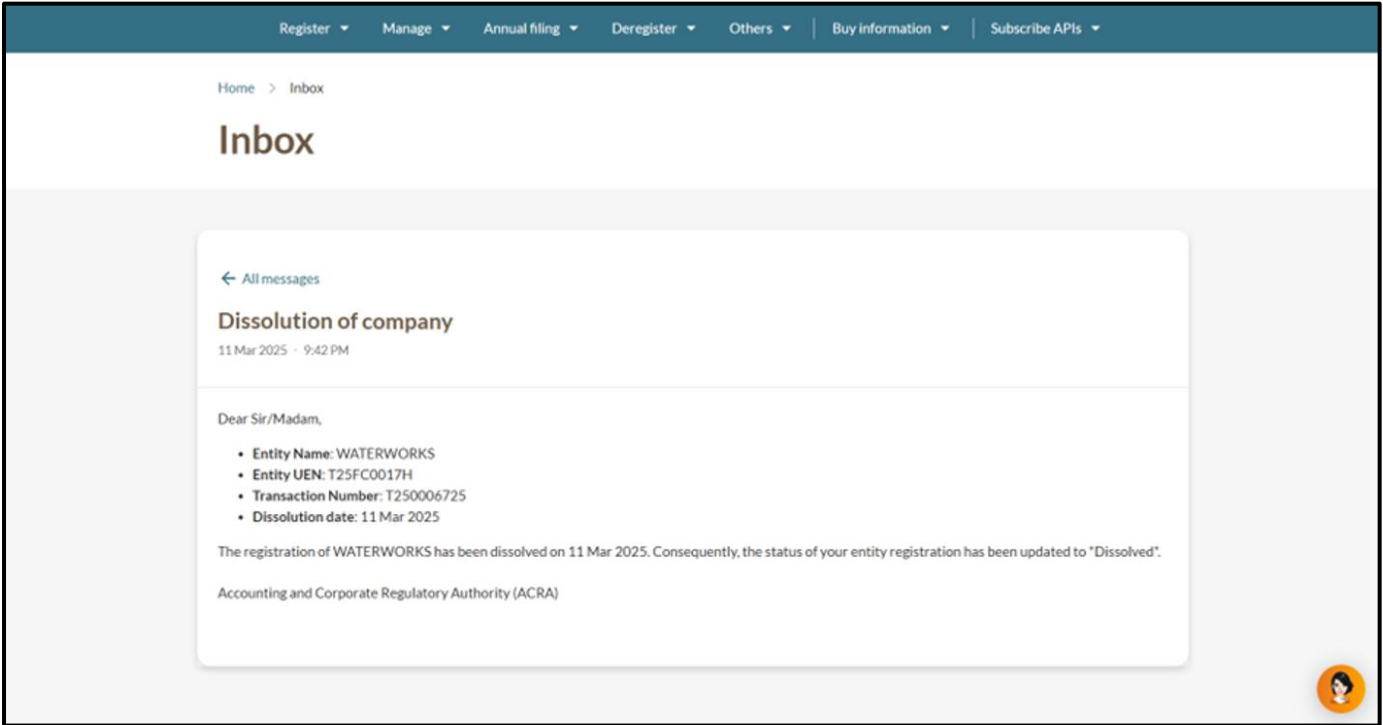 Register Manage Annual filing Deregister Others Buy information Subscribe APIs
Home > Inbox
Inbox
← All messages
Dissolution of company
11 Mar 2025 · 9:42 PM
Dear Sir/Madam,
• Entity Name: WATERWORKS
• Entity UEN: T25FC0017H
• Transaction Number: T250006725
• Dissolution date: 11 Mar 2025
The registration of WATERWORKS has been dissolved on 11 Mar 2025. Consequently, the status of your entity registration has been updated to "Dissolved".
Accounting and Corporate Regulatory Authority (ACRA)